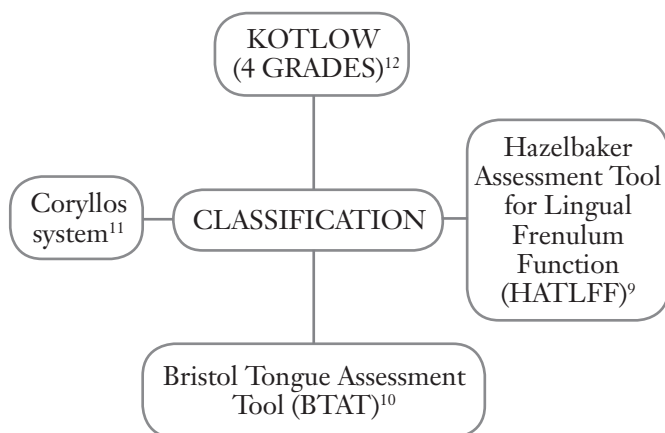 KOTLOW
(4 GRADES)¹²
Coryllos
system¹¹
CLASSIFICATION
Hazelbaker
Assessment Tool
for Lingual
Frenulum
Function
(HATLFF)⁹
Bristol Tongue Assessment
Tool (BTAT)¹⁰